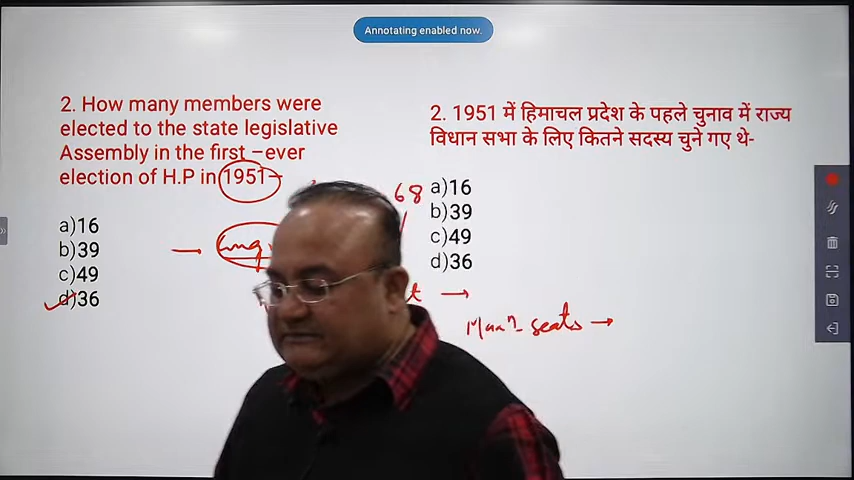 Annotating enabled now.
2. How many members were
elected to the state legislative
Assembly in the first –ever
election of H.P in 1951–
a)16
b)39
c)49
d)36
68
2. 1951 में हिमाचल प्रदेश के पहले चुनाव में राज्य
विधान सभा के लिए कितने सदस्य चुने गए थे-
a)16
b)39
c)49
d)36
seats →